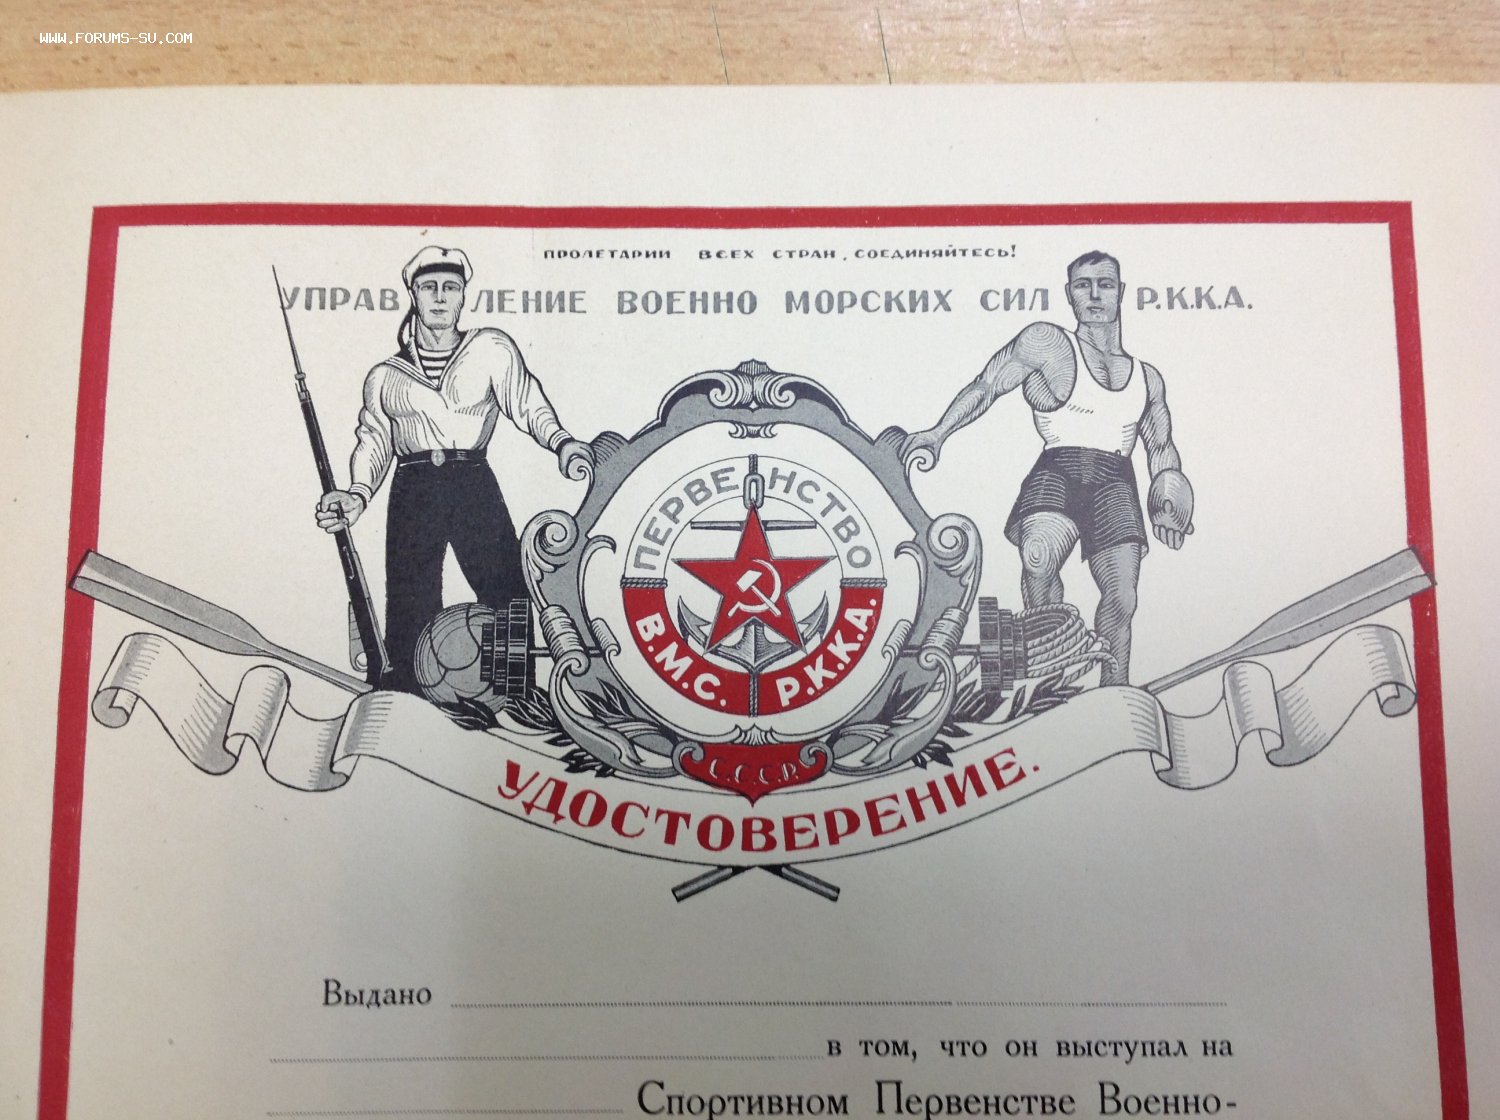 WWW.FORUMS-SU.COM
ПРОЛЕТАРИИ ВСЕХ СТРАН, СОЕДИНЯЙТЕСЬ!
УПРАВЛЕНИЕ ВОЕННО МОРСКИХ СИЛ Р.К.К.А.
ПЕРВЕНСТВО
В.М.С. Р.К.К.А.
С.С.С.Р.
УДОСТОВЕРЕНИЕ.
Выдано
в том, что он выступал на
Спортивном Первенстве Военно-